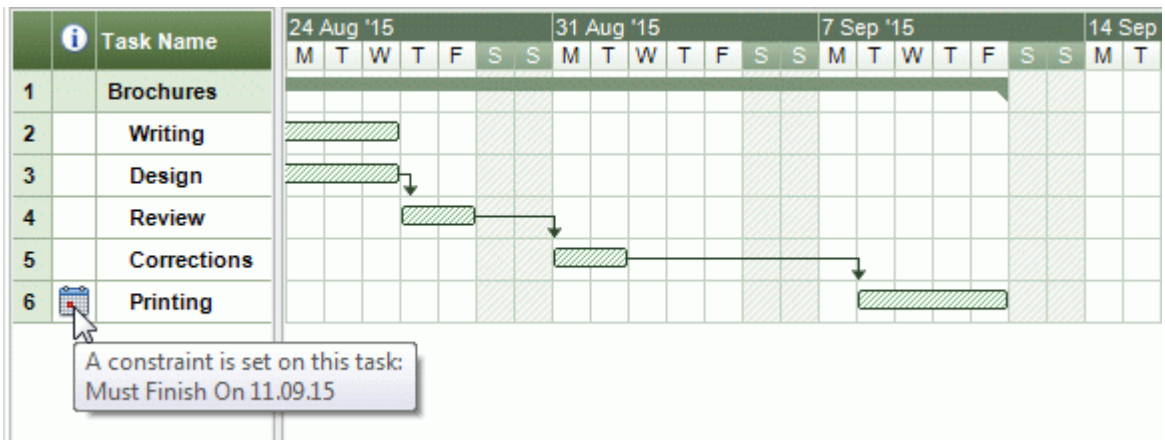 24 Aug '15 31 Aug '15 7 Sep '15 14 Sep
i Task Name
M T W T F S S M T W T F S S M T W T F S S M T
1 Brochures
2 Writing
3 Design
4 Review
5 Corrections
6 Printing
A constraint is set on this task:
Must Finish On 11.09.15